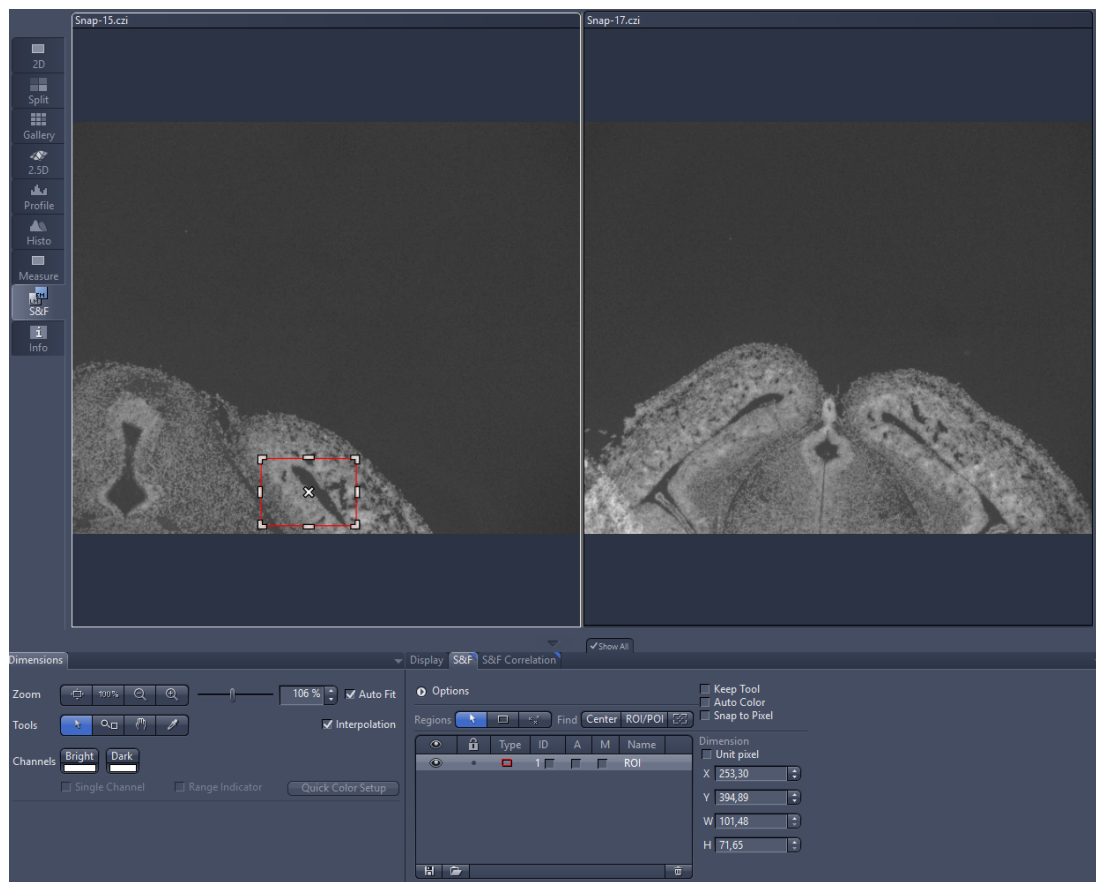 Snap-15.czi
Snap-17.czi
2D
Split
Gallery
2.5D
Profile
Histo
Measure
S&F
Info
Show All
Dimensions
Display S&F S&F Correlation
Zoom 100% 106 % Auto Fit
Tools Interpolation
Channels Bright Dark
Single Channel Range Indicator Quick Color Setup
Options
Regions Find Center ROI/POI
Type ID A M Name
1 ROI
Keep Tool
Auto Color
Snap to Pixel
Dimension
Unit pixel
X 253,30
Y 394,89
W 101,48
H 71,65